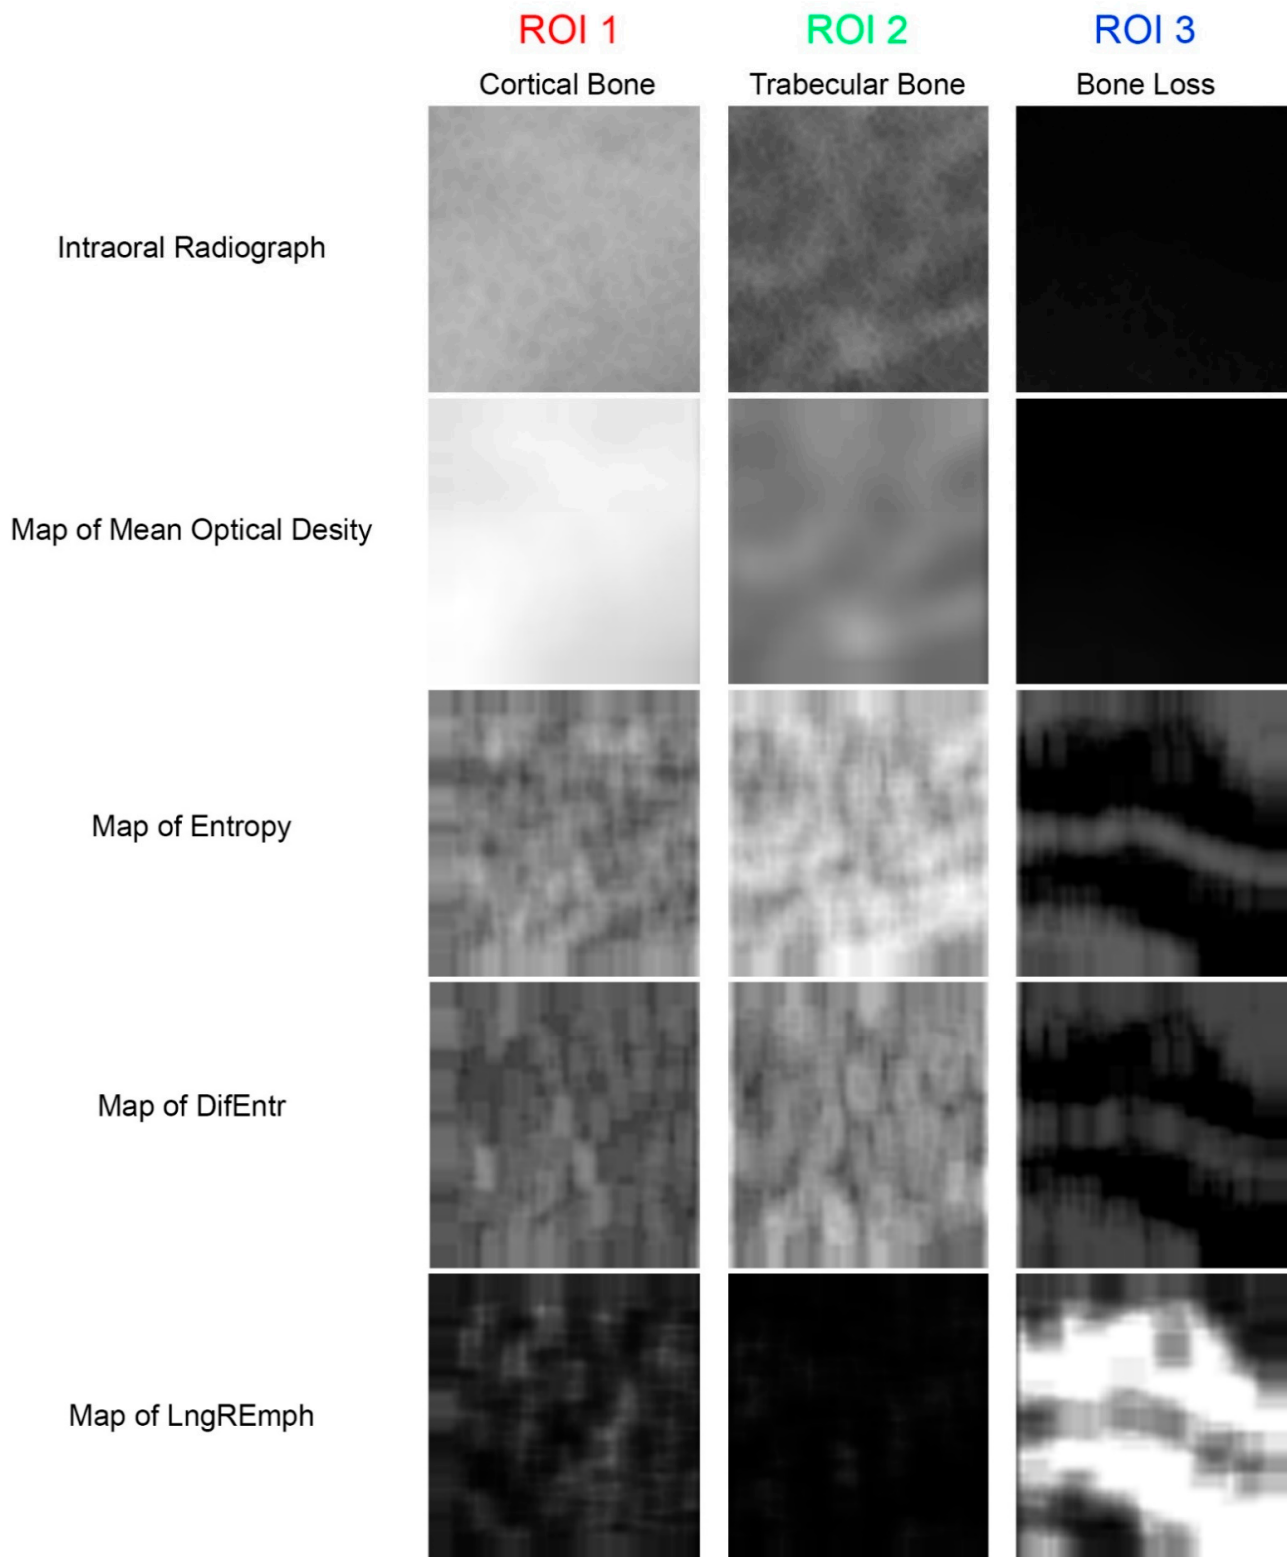 ROI 1
ROI 2
ROI 3
Cortical Bone
Trabecular Bone
Bone Loss
Intraoral Radiograph
Map of Mean Optical Desity
Map of Entropy
Map of DifEntr
Map of LngREmph